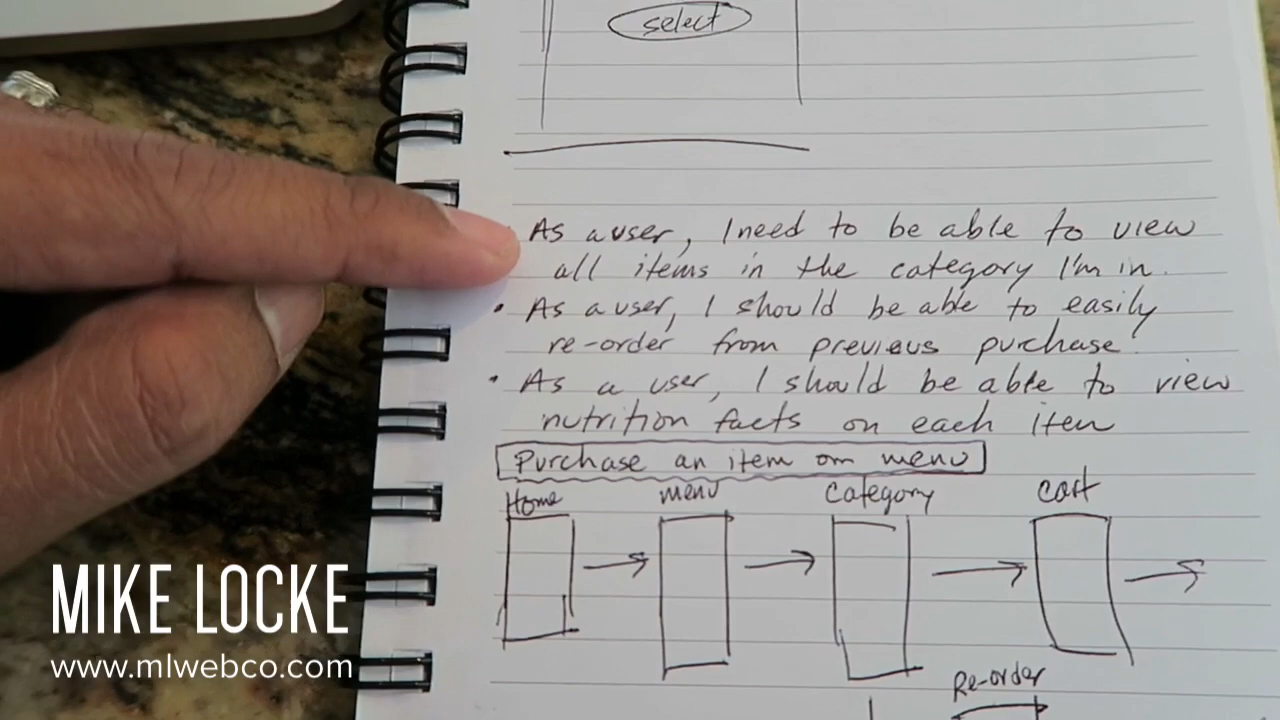 select
• As a user, I need to be able to view
all items in the category I'm in.
• As a user, I should be able to easily
re-order from previous purchase.
• As a user, I should be able to view
nutrition facts on each item
Purchase an item om menu
Home menu category cart
Re-order
MIKE LOCKE
www.mlwebco.com